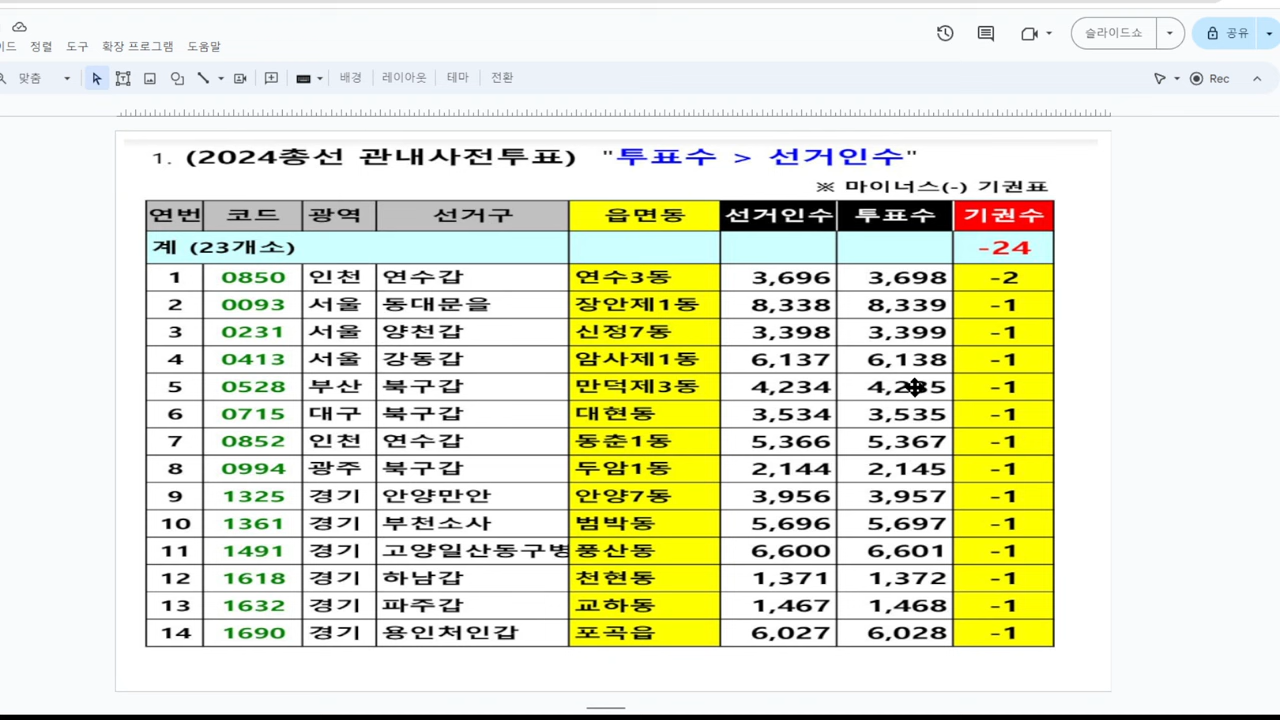 이드 정렬 도구 확장 프로그램 도움말
슬라이드쇼
공유
맞춤
배경 레이아웃 테마 전환
Rec
1. (2024총선 관내사전투표) "투표수 > 선거인수"
※ 마이너스(-) 기권표
연번 코드 광역 선거구 읍면동 선거인수 투표수 기권수
계 (23개소) -24
1 0850 인천 연수갑 연수3동 3,696 3,698 -2
2 0093 서울 동대문을 장안제1동 8,338 8,339 -1
3 0231 서울 양천갑 신정7동 3,398 3,399 -1
4 0413 서울 강동갑 암사제1동 6,137 6,138 -1
5 0528 부산 북구갑 만덕제3동 4,234 4,235 -1
6 0715 대구 북구갑 대현동 3,534 3,535 -1
7 0852 인천 연수갑 동춘1동 5,366 5,367 -1
8 0994 광주 북구갑 두암1동 2,144 2,145 -1
9 1325 경기 안양만안 안양7동 3,956 3,957 -1
10 1361 경기 부천소사 범박동 5,696 5,697 -1
11 1491 경기 고양일산동구병 풍산동 6,600 6,601 -1
12 1618 경기 하남갑 천현동 1,371 1,372 -1
13 1632 경기 파주갑 교하동 1,467 1,468 -1
14 1690 경기 용인처인갑 포곡읍 6,027 6,028 -1